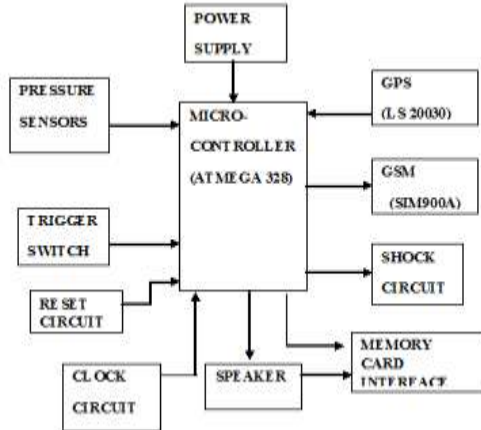 POWER
SUPPLY
PRESSURE
SENSORS
MICRO-
CONTROLLER
(ATMEGA 328)
GPS
(LS 20030)
GSM
(SIM900A)
TRIGGER
SWITCH
SHOCK
CIRCUIT
RESET
CIRCUIT
CLOCK
CIRCUIT
SPEAKER
MEMORY
CARD
INTERFACE